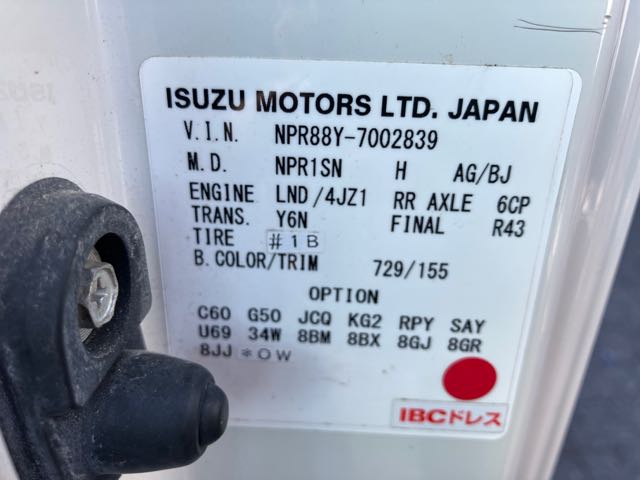 ISUZU MOTORS LTD. JAPAN
V.I.N. NPR88Y-7002839
M.D. NPR1SN H AG/BJ
ENGINE LND/4JZ1 RR AXLE 6CP
TRANS. Y6N FINAL R43
TIRE #1B
B.COLOR/TRIM 729/155
OPTION
C60 G50 JCQ KG2 RPY SAY
U69 34W 8BM 8BX 8GJ 8GR
8JJ *OW
IBCドレス